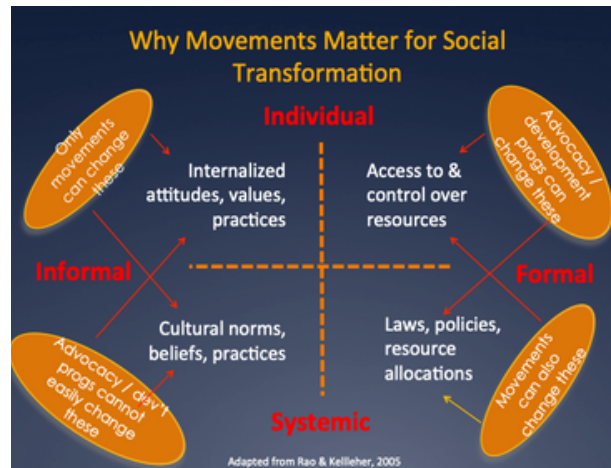 Why Movements Matter for Social
Transformation
Individual
Only
movements
can change
these
Internalized
attitudes, values,
practices
Access to &
control over
resources
Advocacy /
development
progs can
change these
Informal
Formal
Cultural norms,
beliefs, practices
Laws, policies,
resource
allocations
Advocacy / dev't
progs cannot
easily change
these
Movements
can also
change these
Systemic
Adapted from Rao & Kellleher, 2005